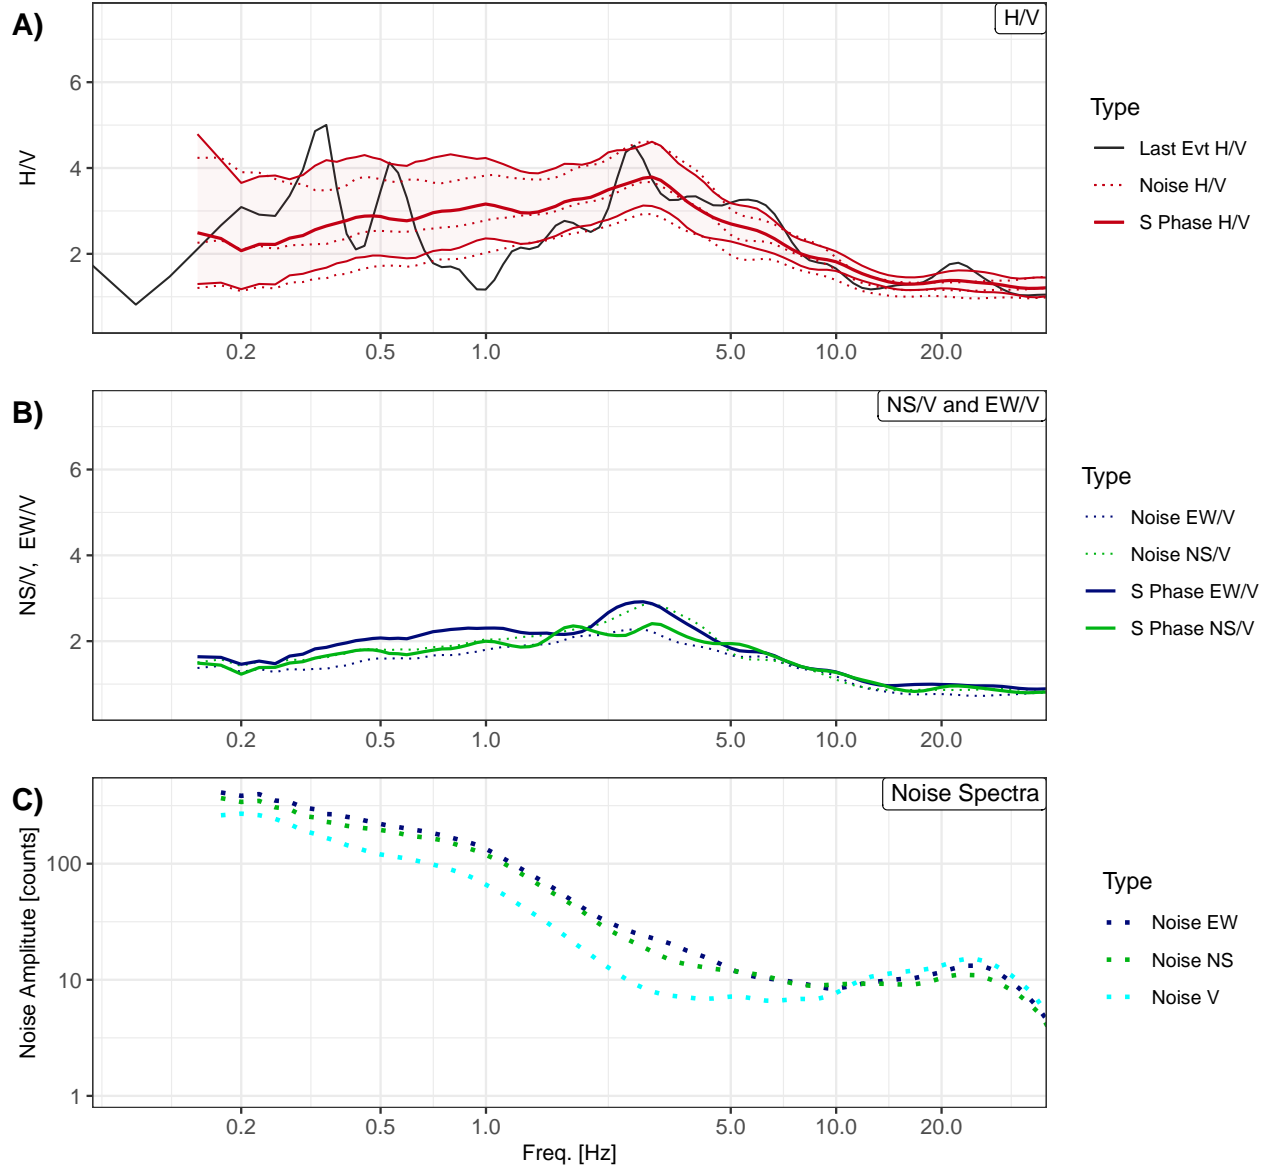 A)
H/V
6
4
2
H/V
0.2 0.5 1.0 5.0 10.0 20.0
Type
Last Evt H/V
Noise H/V
S Phase H/V
B)
NS/V and EW/V
6
4
2
NS/V, EW/V
0.2 0.5 1.0 5.0 10.0 20.0
Type
Noise EW/V
Noise NS/V
S Phase EW/V
S Phase NS/V
C)
Noise Spectra
100
10
1
Noise Amplitute [counts]
0.2 0.5 1.0 5.0 10.0 20.0
Freq. [Hz]
Type
Noise EW
Noise NS
Noise V